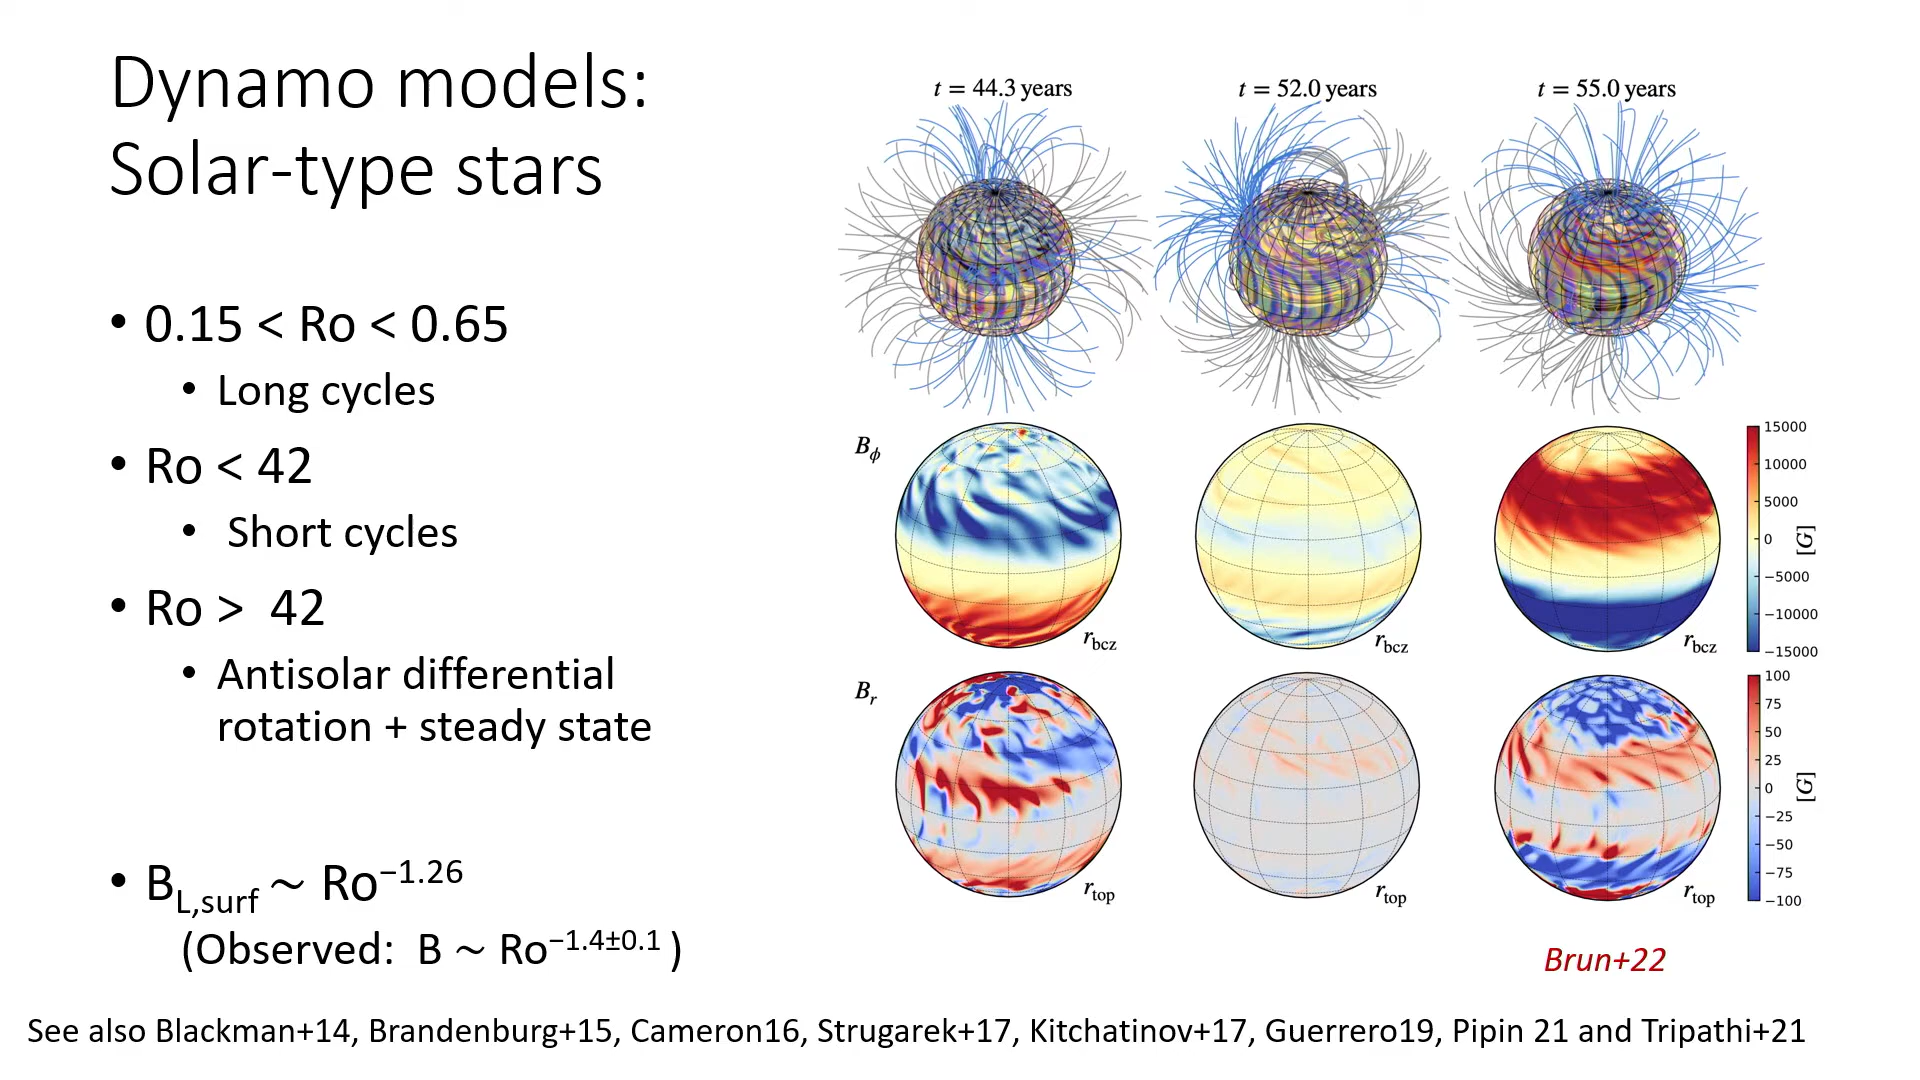 Dynamo models:
Solar-type stars
• 0.15 < Ro < 0.65
• Long cycles
• Ro < 42
• Short cycles
• Ro > 42
• Antisolar differential
rotation + steady state
• B_L,surf ~ Ro^−1.26
(Observed: B ~ Ro^−1.4±0.1 )
t = 44.3 years
t = 52.0 years
t = 55.0 years
B_ϕ
r_bcz
r_bcz
r_bcz
15000
10000
5000
0
−5000
−10000
−15000
[G]
B_r
r_top
r_top
r_top
100
75
50
25
0
−25
−50
−75
−100
[G]
Brun+22
See also Blackman+14, Brandenburg+15, Cameron16, Strugarek+17, Kitchatinov+17, Guerrero19, Pipin 21 and Tripathi+21